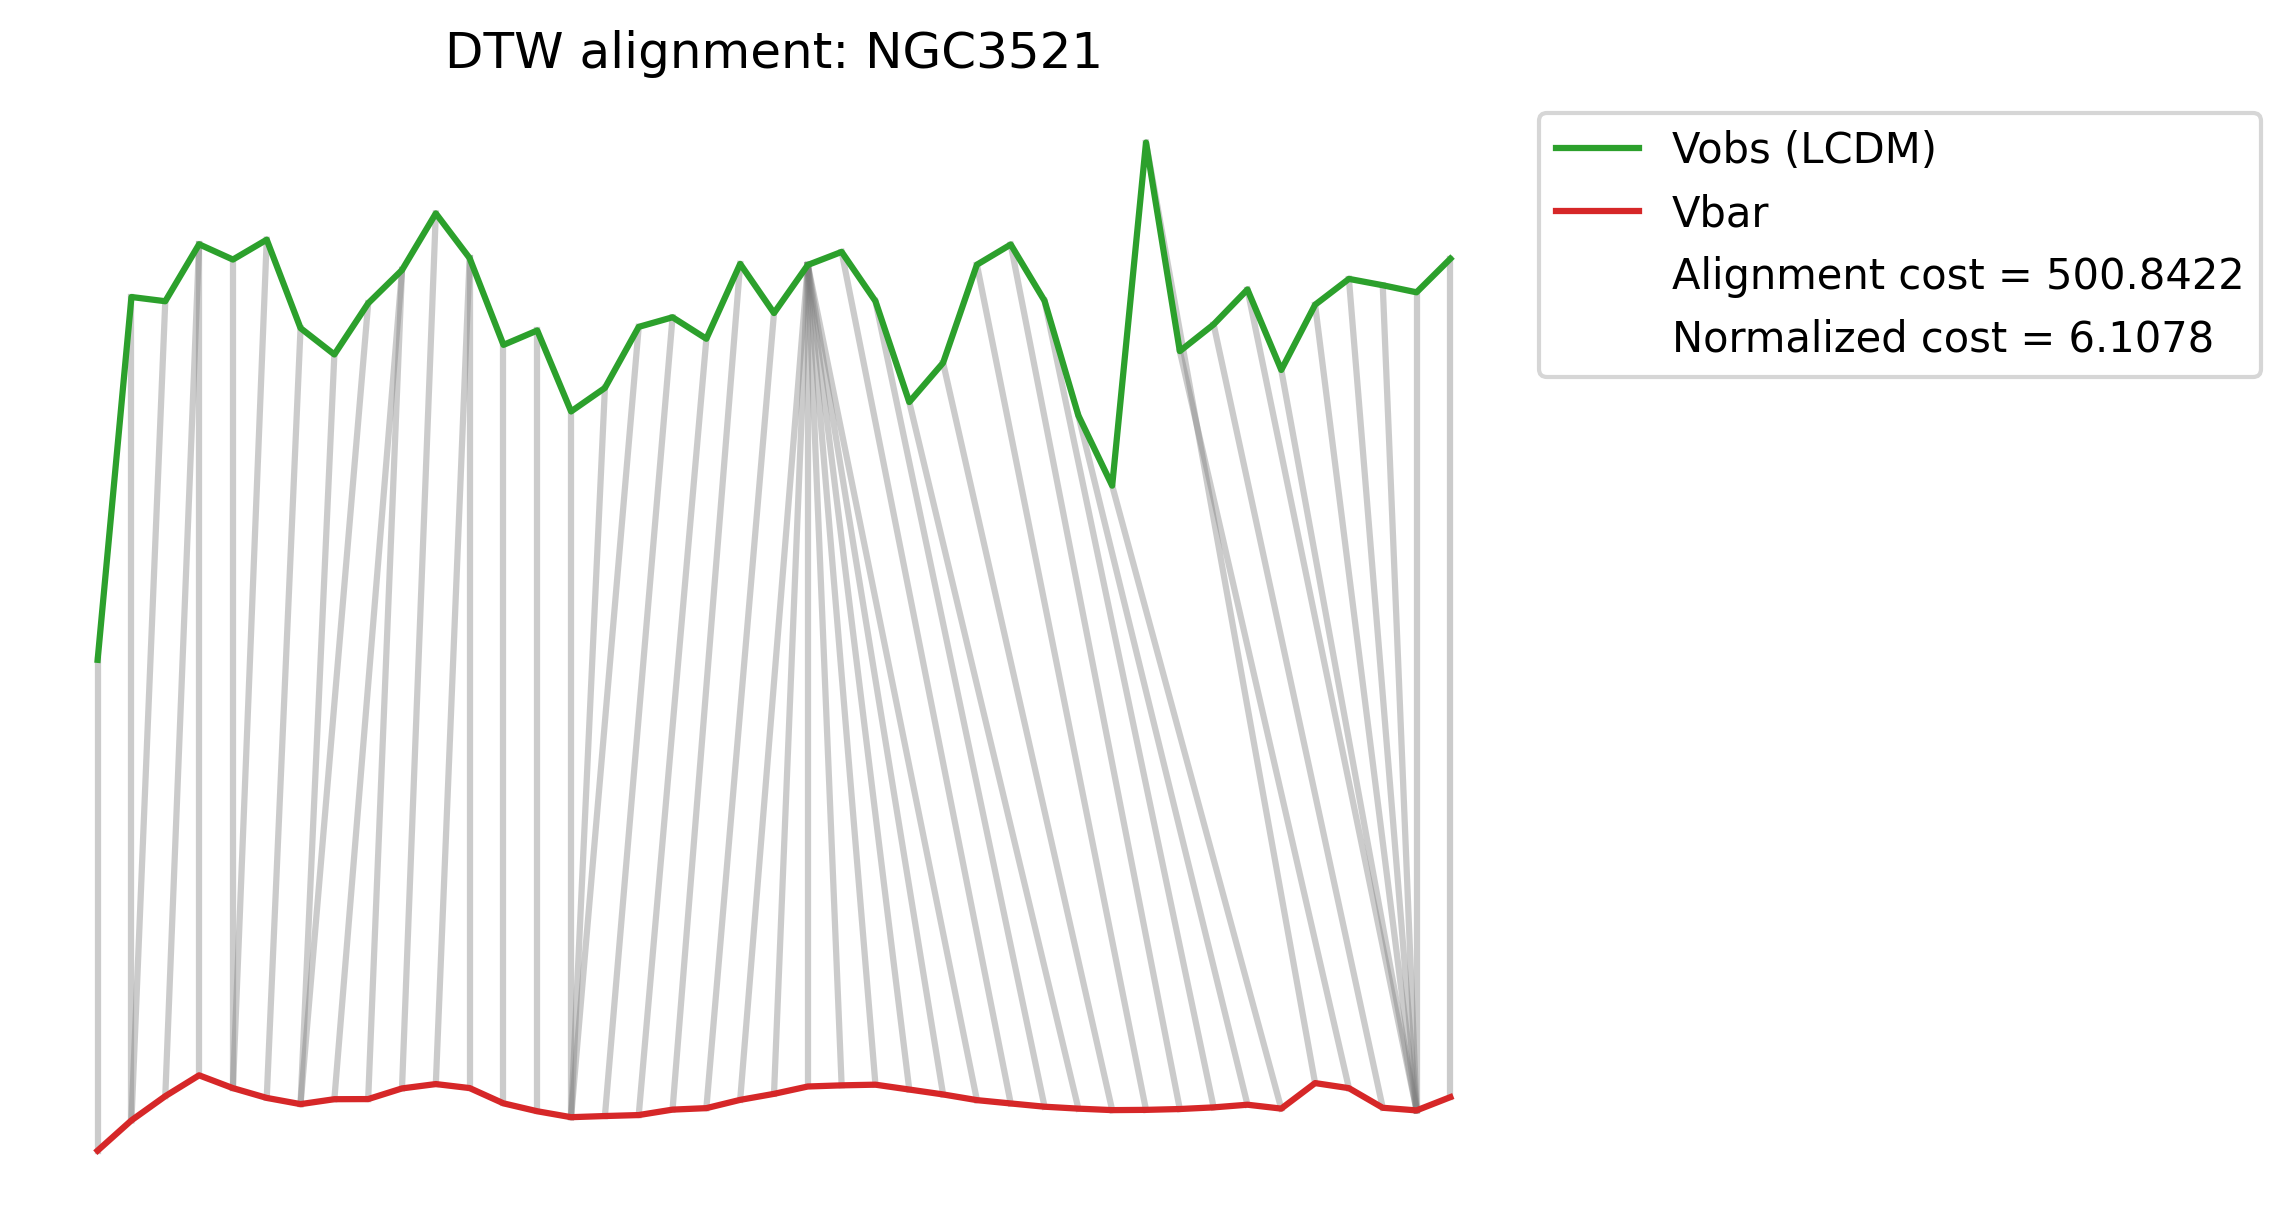 DTW alignment: NGC3521
Vobs (LCDM)
Vbar
Alignment cost = 500.8422
Normalized cost = 6.1078